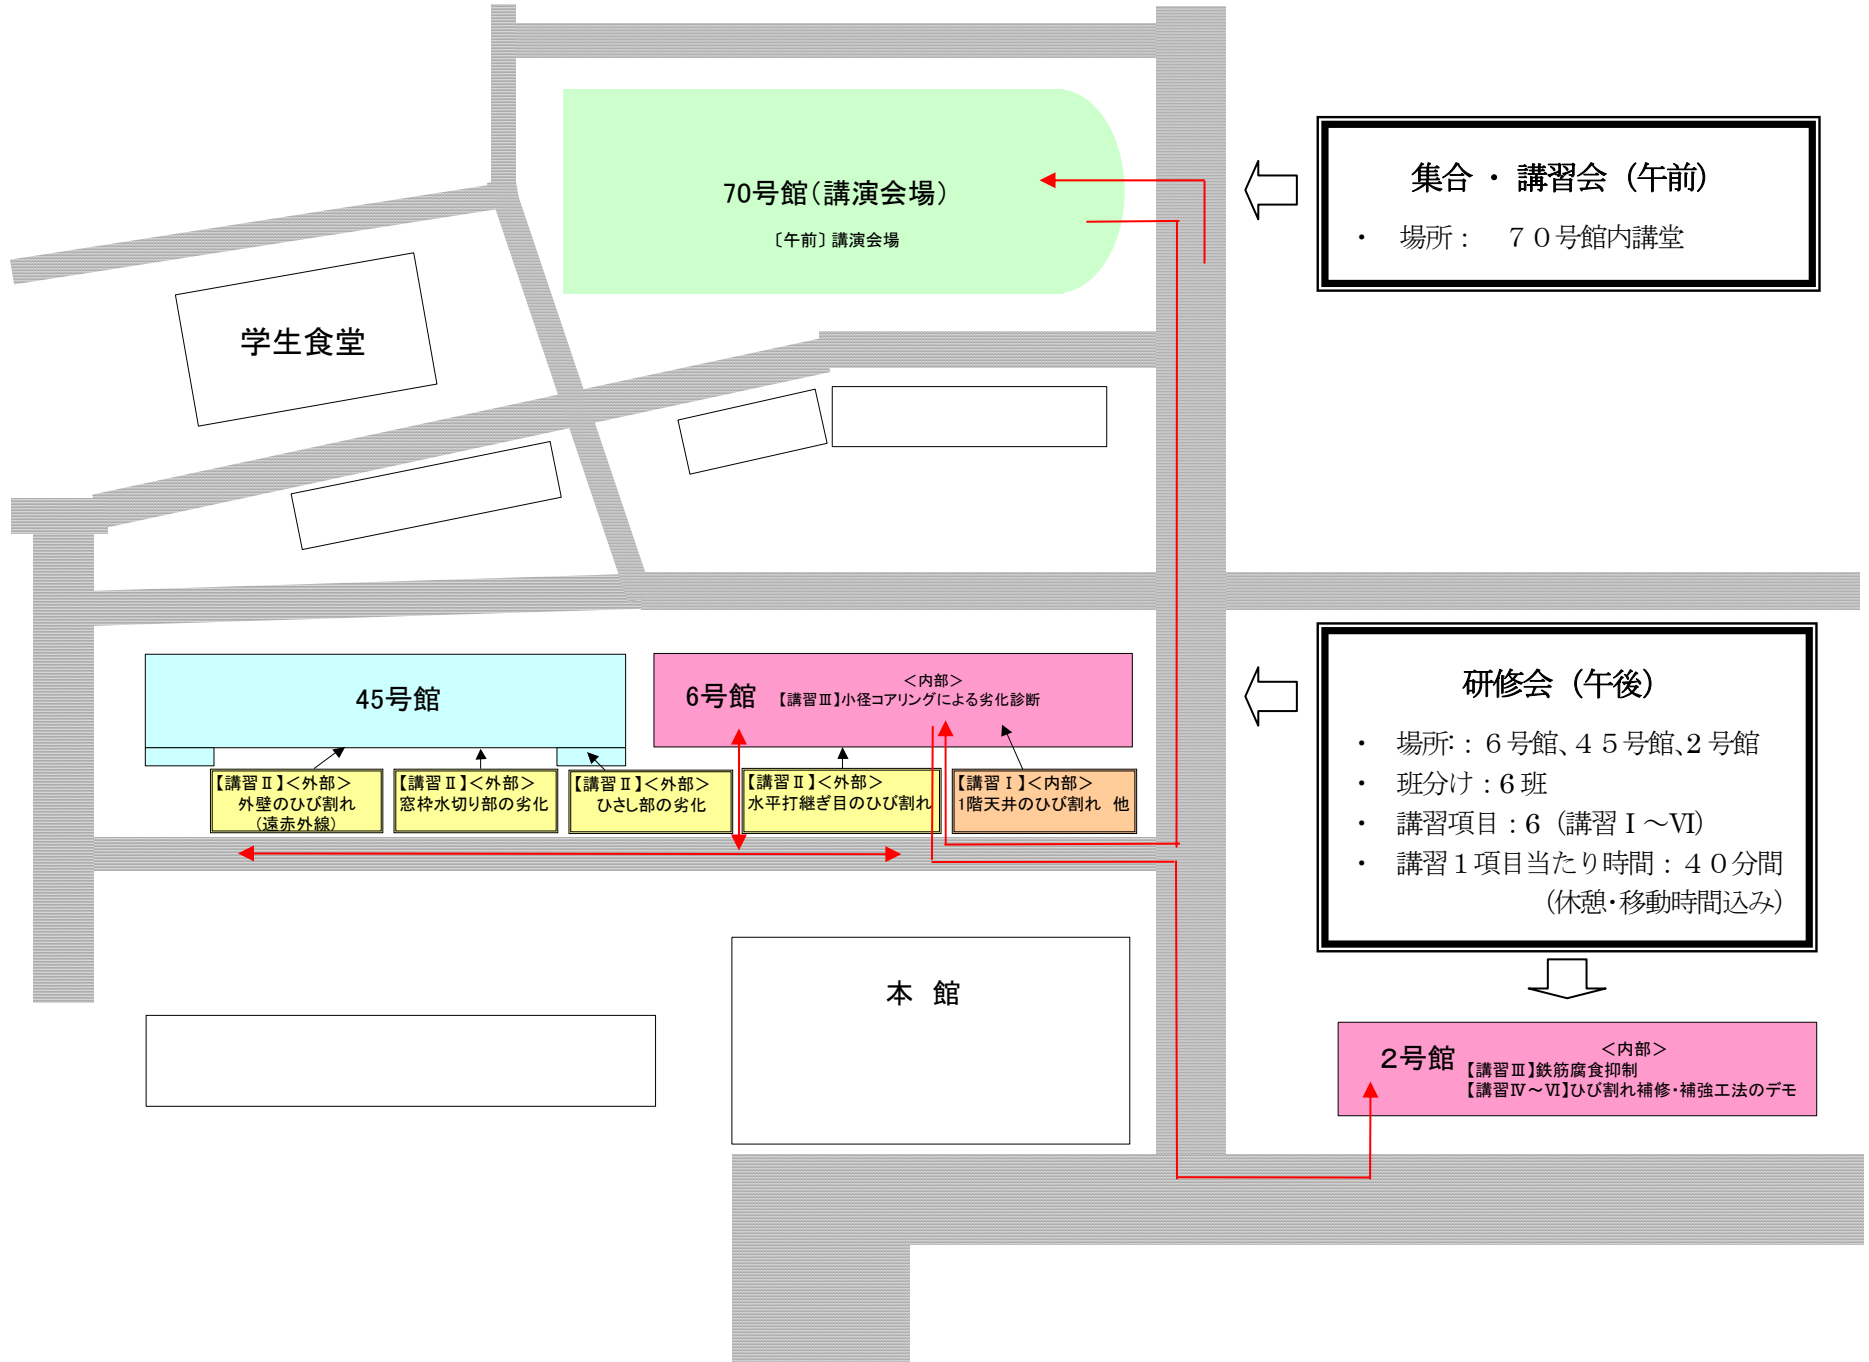 70号館(講演会場)
〔午前〕講演会場
集合 ・ 講習会 (午前)
・ 場所： 70号館内講堂
学生食堂
45号館
6号館
＜内部＞
【講習Ⅲ】小径コアリングによる劣化診断
【講習Ⅱ】＜外部＞
外壁のひび割れ
(遠赤外線)
【講習Ⅱ】＜外部＞
窓枠水切り部の劣化
【講習Ⅱ】＜外部＞
ひさし部の劣化
【講習Ⅱ】＜外部＞
水平打継ぎ目のひび割れ
【講習Ⅰ】＜内部＞
1階天井のひび割れ 他
研修会 (午後)
・ 場所：：6号館、45号館、2号館
・ 班分け：6班
・ 講習項目：6 (講習Ⅰ～Ⅵ)
・ 講習1項目当たり時間：40分間
(休憩・移動時間込み)
本 館
2号館
＜内部＞
【講習Ⅲ】鉄筋腐食抑制
【講習Ⅳ～Ⅵ】ひび割れ補修・補強工法のデモ